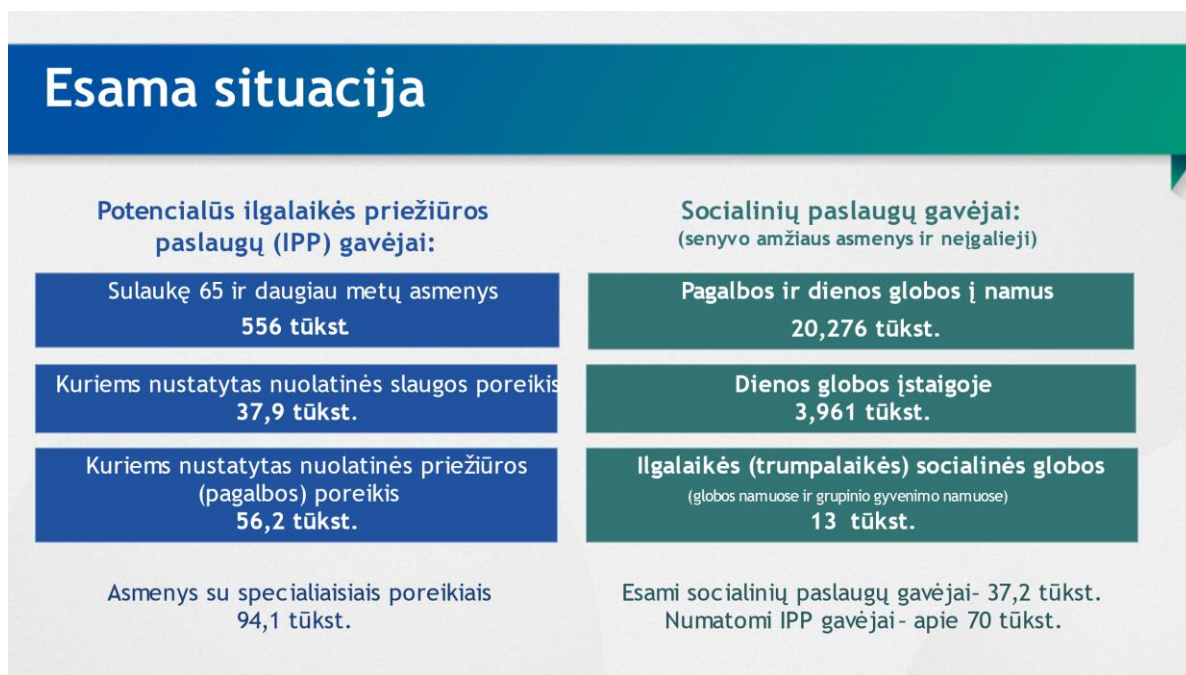 Esama situacija
Potencialūs ilgalaikės priežiūros
paslaugų (IPP) gavėjai:
Sulaukę 65 ir daugiau metų asmenys
556 tūkst
Kuriems nustatytas nuolatinės slaugos poreikis
37,9 tūkst.
Kuriems nustatytas nuolatinės priežiūros
(pagalbos) poreikis
56,2 tūkst.
Asmenys su specialiaisiais poreikiais
94,1 tūkst.
Socialinių paslaugų gavėjai:
(senyvo amžiaus asmenys ir neįgalieji)
Pagalbos ir dienos globos į namus
20,276 tūkst.
Dienos globos įstaigoje
3,961 tūkst.
Ilgalaikės (trumpalaikės) socialinės globos
(globos namuose ir grupinio gyvenimo namuose)
13 tūkst.
Esami socialinių paslaugų gavėjai- 37,2 tūkst.
Numatomi IPP gavėjai - apie 70 tūkst.